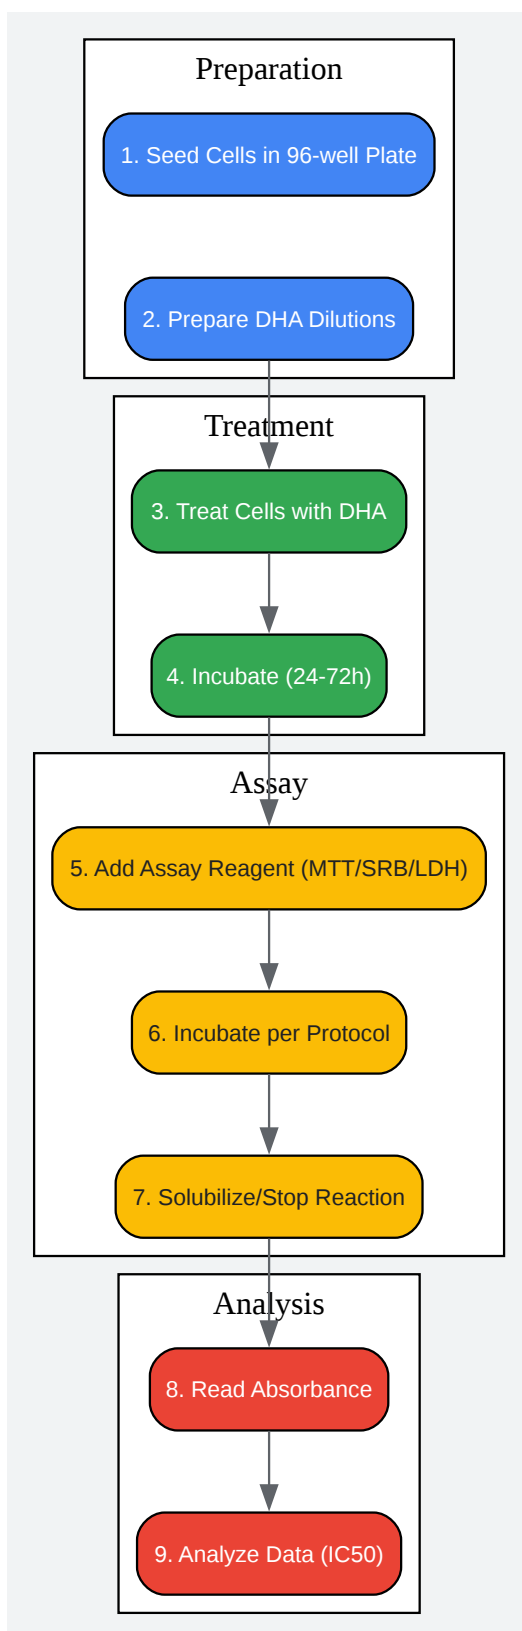 Preparation
1. Seed Cells in 96-well Plate
2. Prepare DHA Dilutions
Treatment
3. Treat Cells with DHA
4. Incubate (24-72h)
Assay
5. Add Assay Reagent (MTT/SRB/LDH)
6. Incubate per Protocol
7. Solubilize/Stop Reaction
Analysis
8. Read Absorbance
9. Analyze Data (IC50)